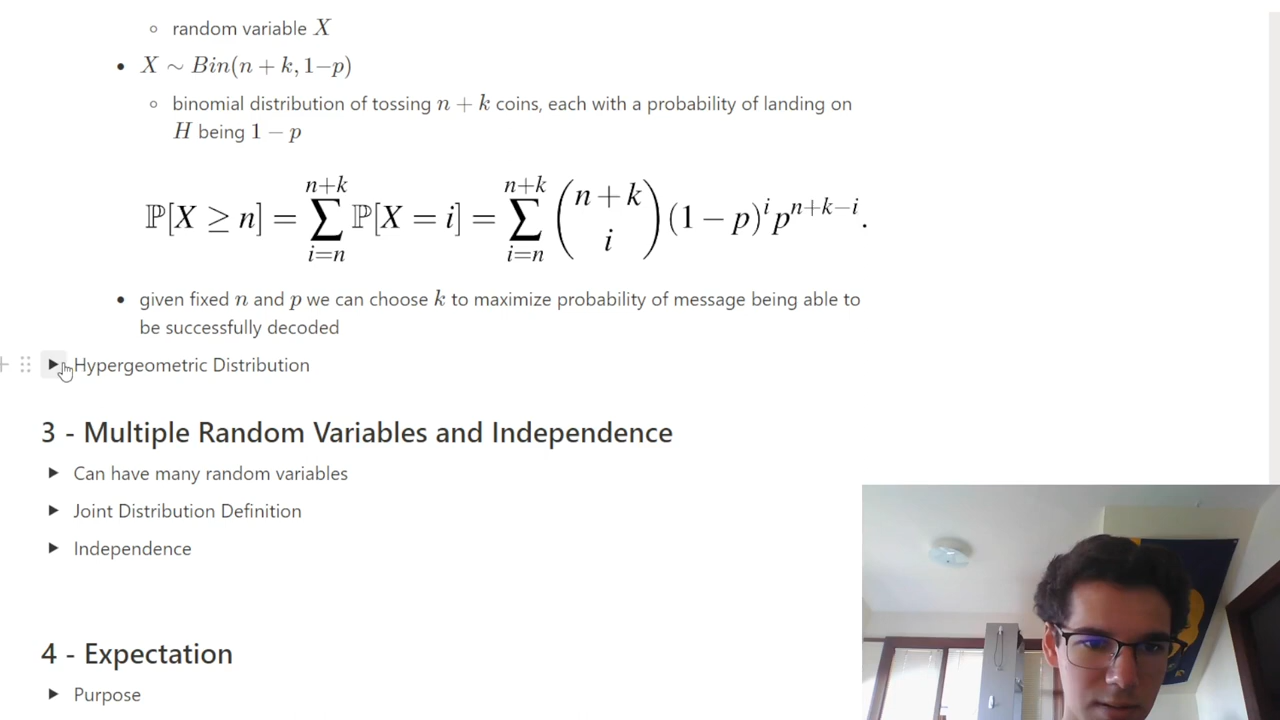 random variable X
X ∼ Bin(n + k, 1−p)
binomial distribution of tossing n + k coins, each with a probability of landing on
H being 1 − p
ℙ[X ≥ n] = ∑_{i=n}^{n+k} ℙ[X = i] = ∑_{i=n}^{n+k} \binom{n+k}{i} (1 − p)^i p^{n+k−i}.
given fixed n and p we can choose k to maximize probability of message being able to
be successfully decoded
Hypergeometric Distribution
3 - Multiple Random Variables and Independence
Can have many random variables
Joint Distribution Definition
Independence
4 - Expectation
Purpose